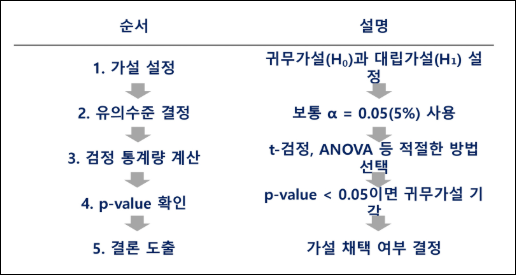 순서 설명
1. 가설 설정 귀무가설(H₀)과 대립가설(H₁) 설
정
2. 유의수준 결정 보통 α = 0.05(5%) 사용
3. 검정 통계량 계산 t-검정, ANOVA 등 적절한 방법
선택
4. p-value 확인 p-value < 0.05이면 귀무가설 기
각
5. 결론 도출 가설 채택 여부 결정